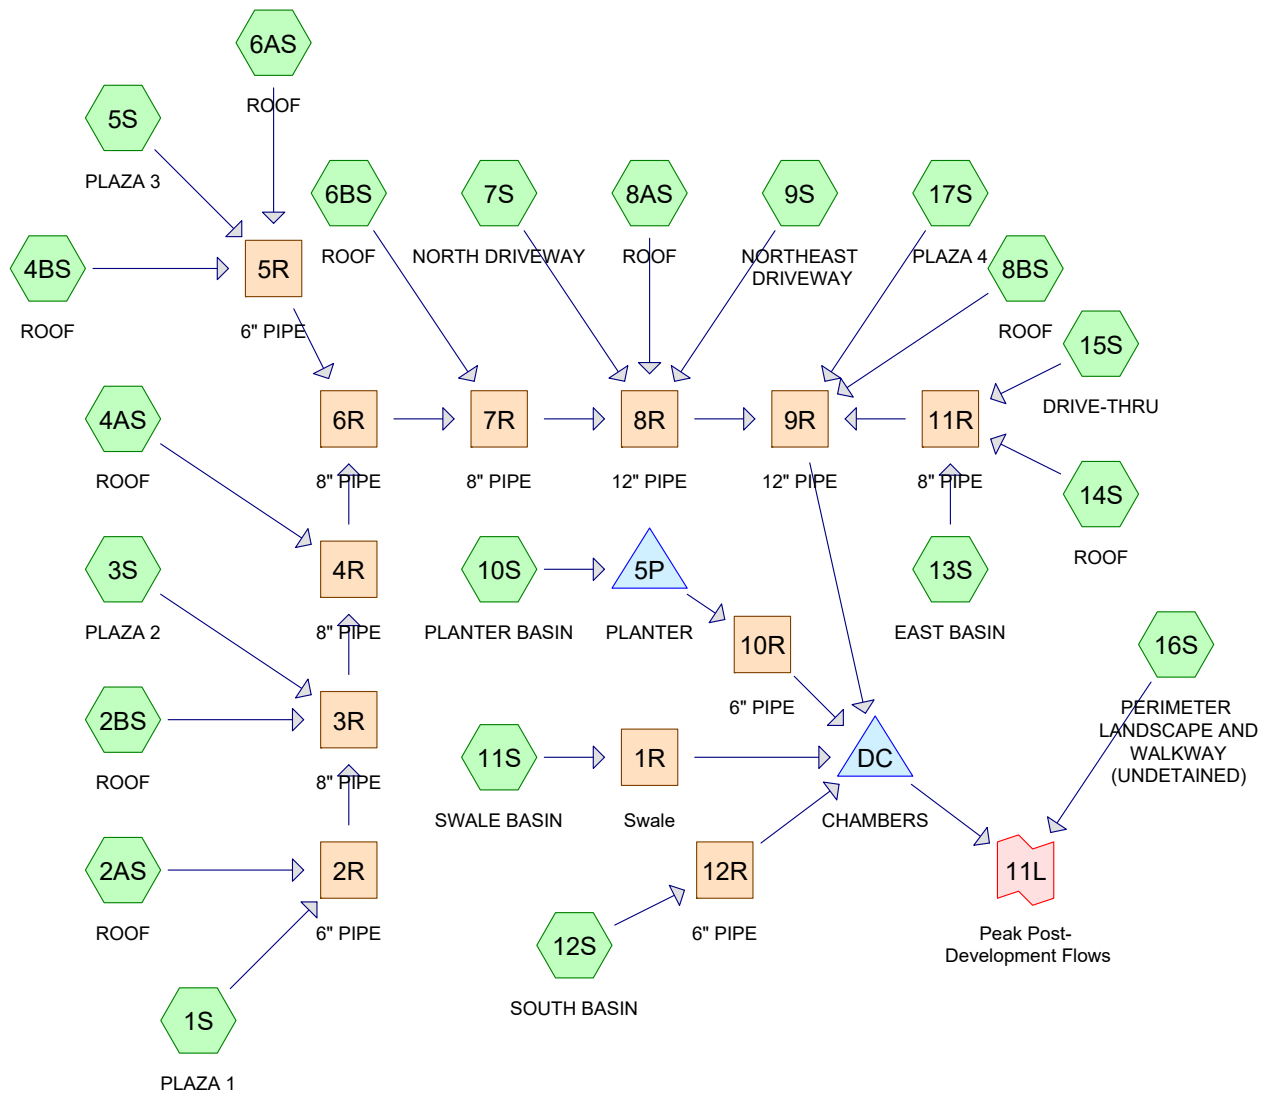 6AS
ROOF
5S
PLAZA 3
4BS
ROOF
5R
6" PIPE
6BS
ROOF
7S
NORTH DRIVEWAY
8AS
ROOF
9S
NORTHEAST
DRIVEWAY
17S
PLAZA 4
8BS
ROOF
15S
DRIVE-THRU
4AS
ROOF
6R
8" PIPE
7R
8" PIPE
8R
12" PIPE
9R
12" PIPE
11R
8" PIPE
14S
ROOF
3S
PLAZA 2
4R
8" PIPE
10S
PLANTER BASIN
5P
PLANTER
10R
6" PIPE
13S
EAST BASIN
16S
PERIMETER
LANDSCAPE AND
WALKWAY
(UNDETAINED)
2BS
ROOF
3R
8" PIPE
11S
SWALE BASIN
1R
Swale
DC
CHAMBERS
2AS
ROOF
2R
6" PIPE
12R
6" PIPE
11L
Peak Post-
Development Flows
12S
SOUTH BASIN
1S
PLAZA 1